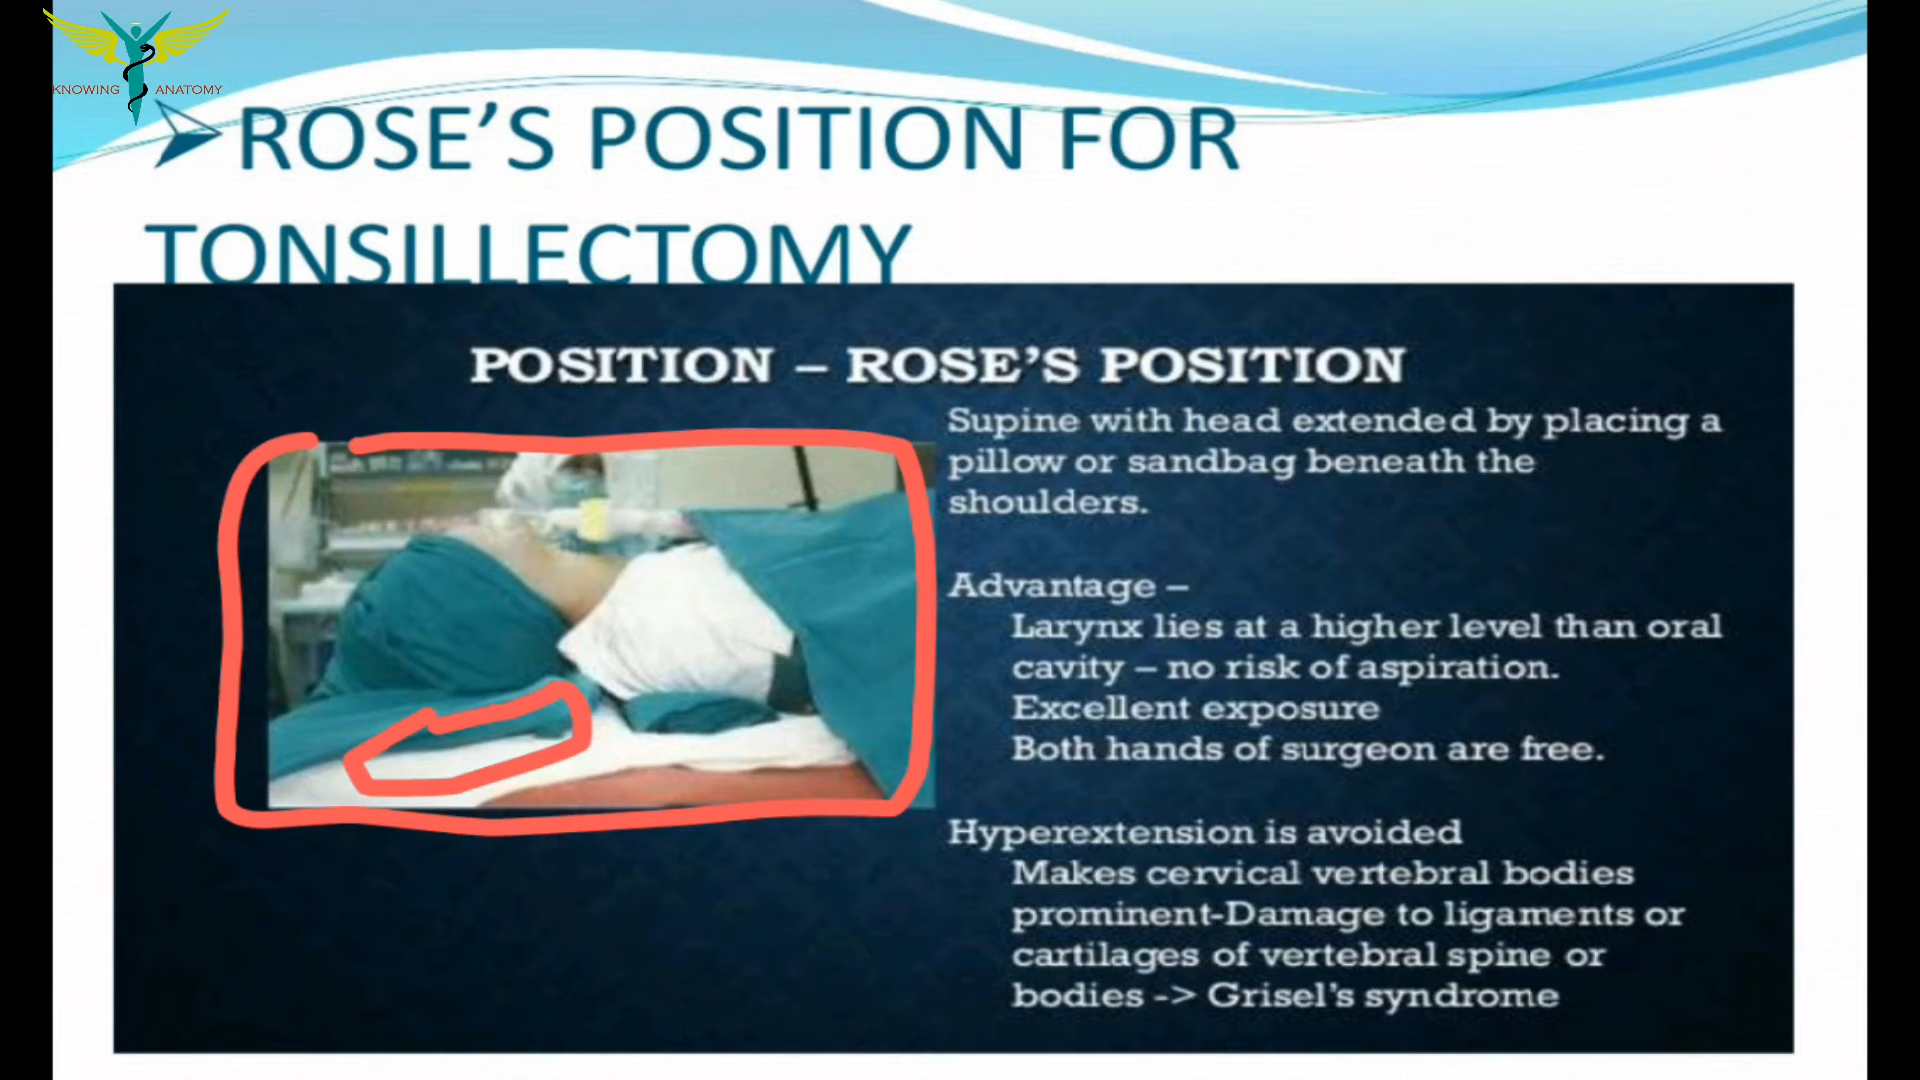 KNOWING ANATOMY
ROSE'S POSITION FOR
TONSILLECTOMY
POSITION – ROSE'S POSITION
Supine with head extended by placing a
pillow or sandbag beneath the
shoulders.
Advantage –
Larynx lies at a higher level than oral
cavity – no risk of aspiration.
Excellent exposure
Both hands of surgeon are free.
Hyperextension is avoided
Makes cervical vertebral bodies
prominent-Damage to ligaments or
cartilages of vertebral spine or
bodies -> Grisel's syndrome